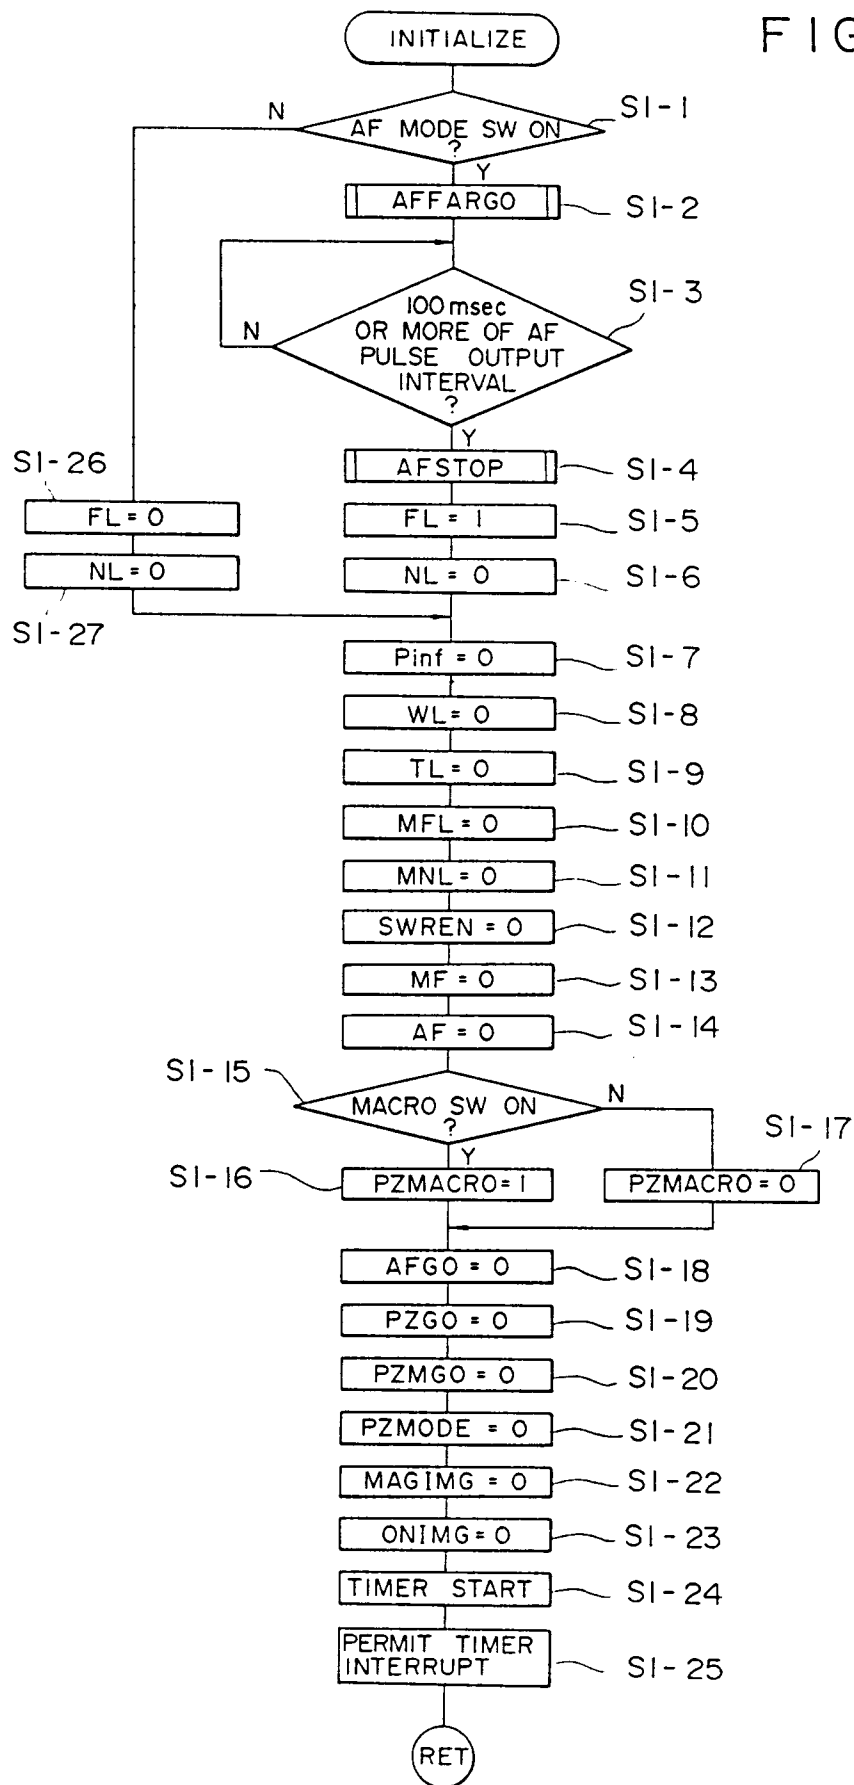 FIG
INITIALIZE
S1-1
N
AF MODE SW ON
?
Y
AFFARGO
S1-2
S1-3
100msec
OR MORE OF AF
PULSE OUTPUT
INTERVAL
?
N
Y
AFSTOP
S1-4
S1-26
FL = 0
FL = 1
S1-5
NL = 0
NL = 0
S1-6
S1-27
Pinf = 0
S1-7
WL = 0
S1-8
TL = 0
S1-9
MFL = 0
S1-10
MNL = 0
S1-11
SWREN = 0
S1-12
MF = 0
S1-13
AF = 0
S1-14
S1-15
MACRO SW ON
?
N
Y
S1-17
S1-16
PZMACRO = 1
PZMACRO = 0
AFGO = 0
S1-18
PZGO = 0
S1-19
PZMGO = 0
S1-20
PZMODE = 0
S1-21
MAGIMG = 0
S1-22
ONIMG = 0
S1-23
TIMER START
S1-24
PERMIT TIMER
INTERRUPT
S1-25
RET